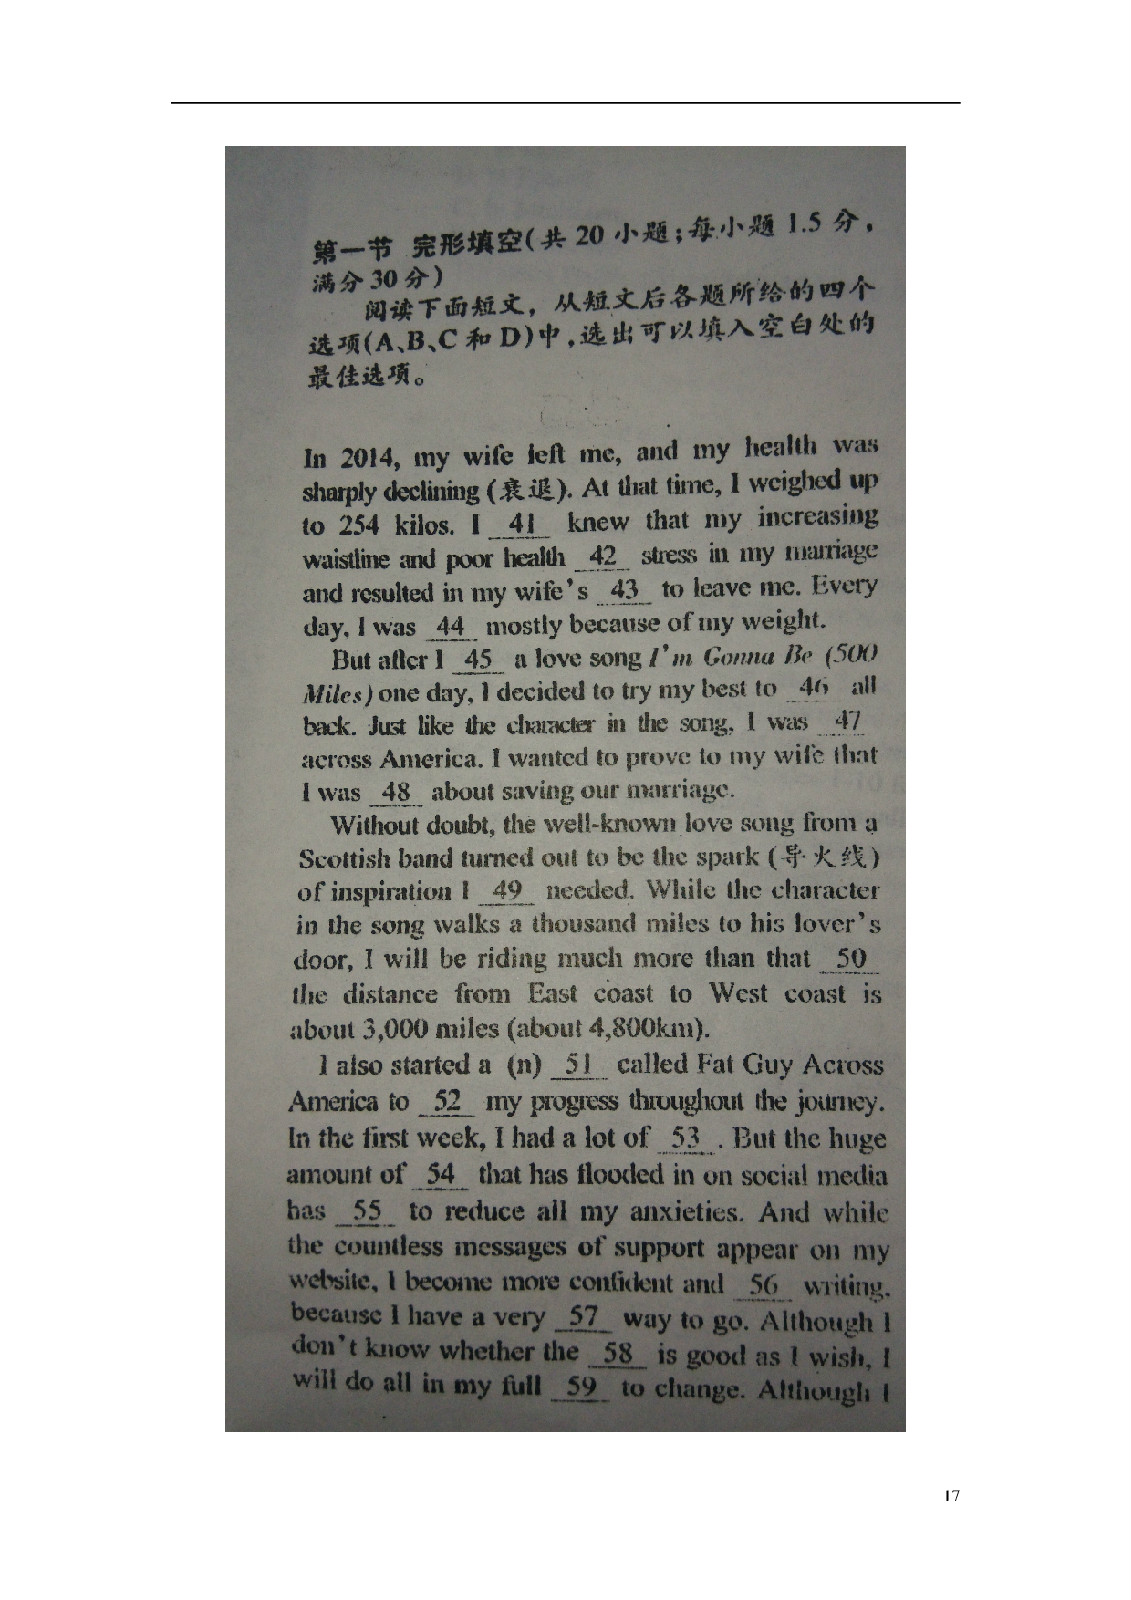 第一节 完形填空(共 20 小题;每小题 1.5 分,
满分 30 分)
阅读下面短文，从短文后各题所给的四个
选项(A、B、C 和 D)中,选出可以填入空白处的
最佳选项。
In 2014, my wife left me, and my health was
sharply declining (衰退). At that time, I weighed up
to 254 kilos. I 41 knew that my increasing
waistline and poor health 42 stress in my marriage
and resulted in my wife's 43 to leave me. Every
day, I was 44 mostly because of my weight.
But after I 45 a love song I'm Gonna Be (500
Miles) one day, I decided to try my best to 46 all
back. Just like the character in the song, I was 47
across America. I wanted to prove to my wife that
I was 48 about saving our marriage.
Without doubt, the well-known love song from a
Scottish band turned out to be the spark (导火线)
of inspiration I 49 needed. While the character
in the song walks a thousand miles to his lover's
door, I will be riding much more than that 50
the distance from East coast to West coast is
about 3,000 miles (about 4,800km).
I also started a (n) 51 called Fat Guy Across
America to 52 my progress throughout the journey.
In the first week, I had a lot of 53 . But the huge
amount of 54 that has flooded in on social media
has 55 to reduce all my anxieties. And while
the countless messages of support appear on my
website, I become more confident and 56 writing,
because I have a very 57 way to go. Although I
don't know whether the 58 is good as I wish, I
will do all in my full 59 to change. Although I
17